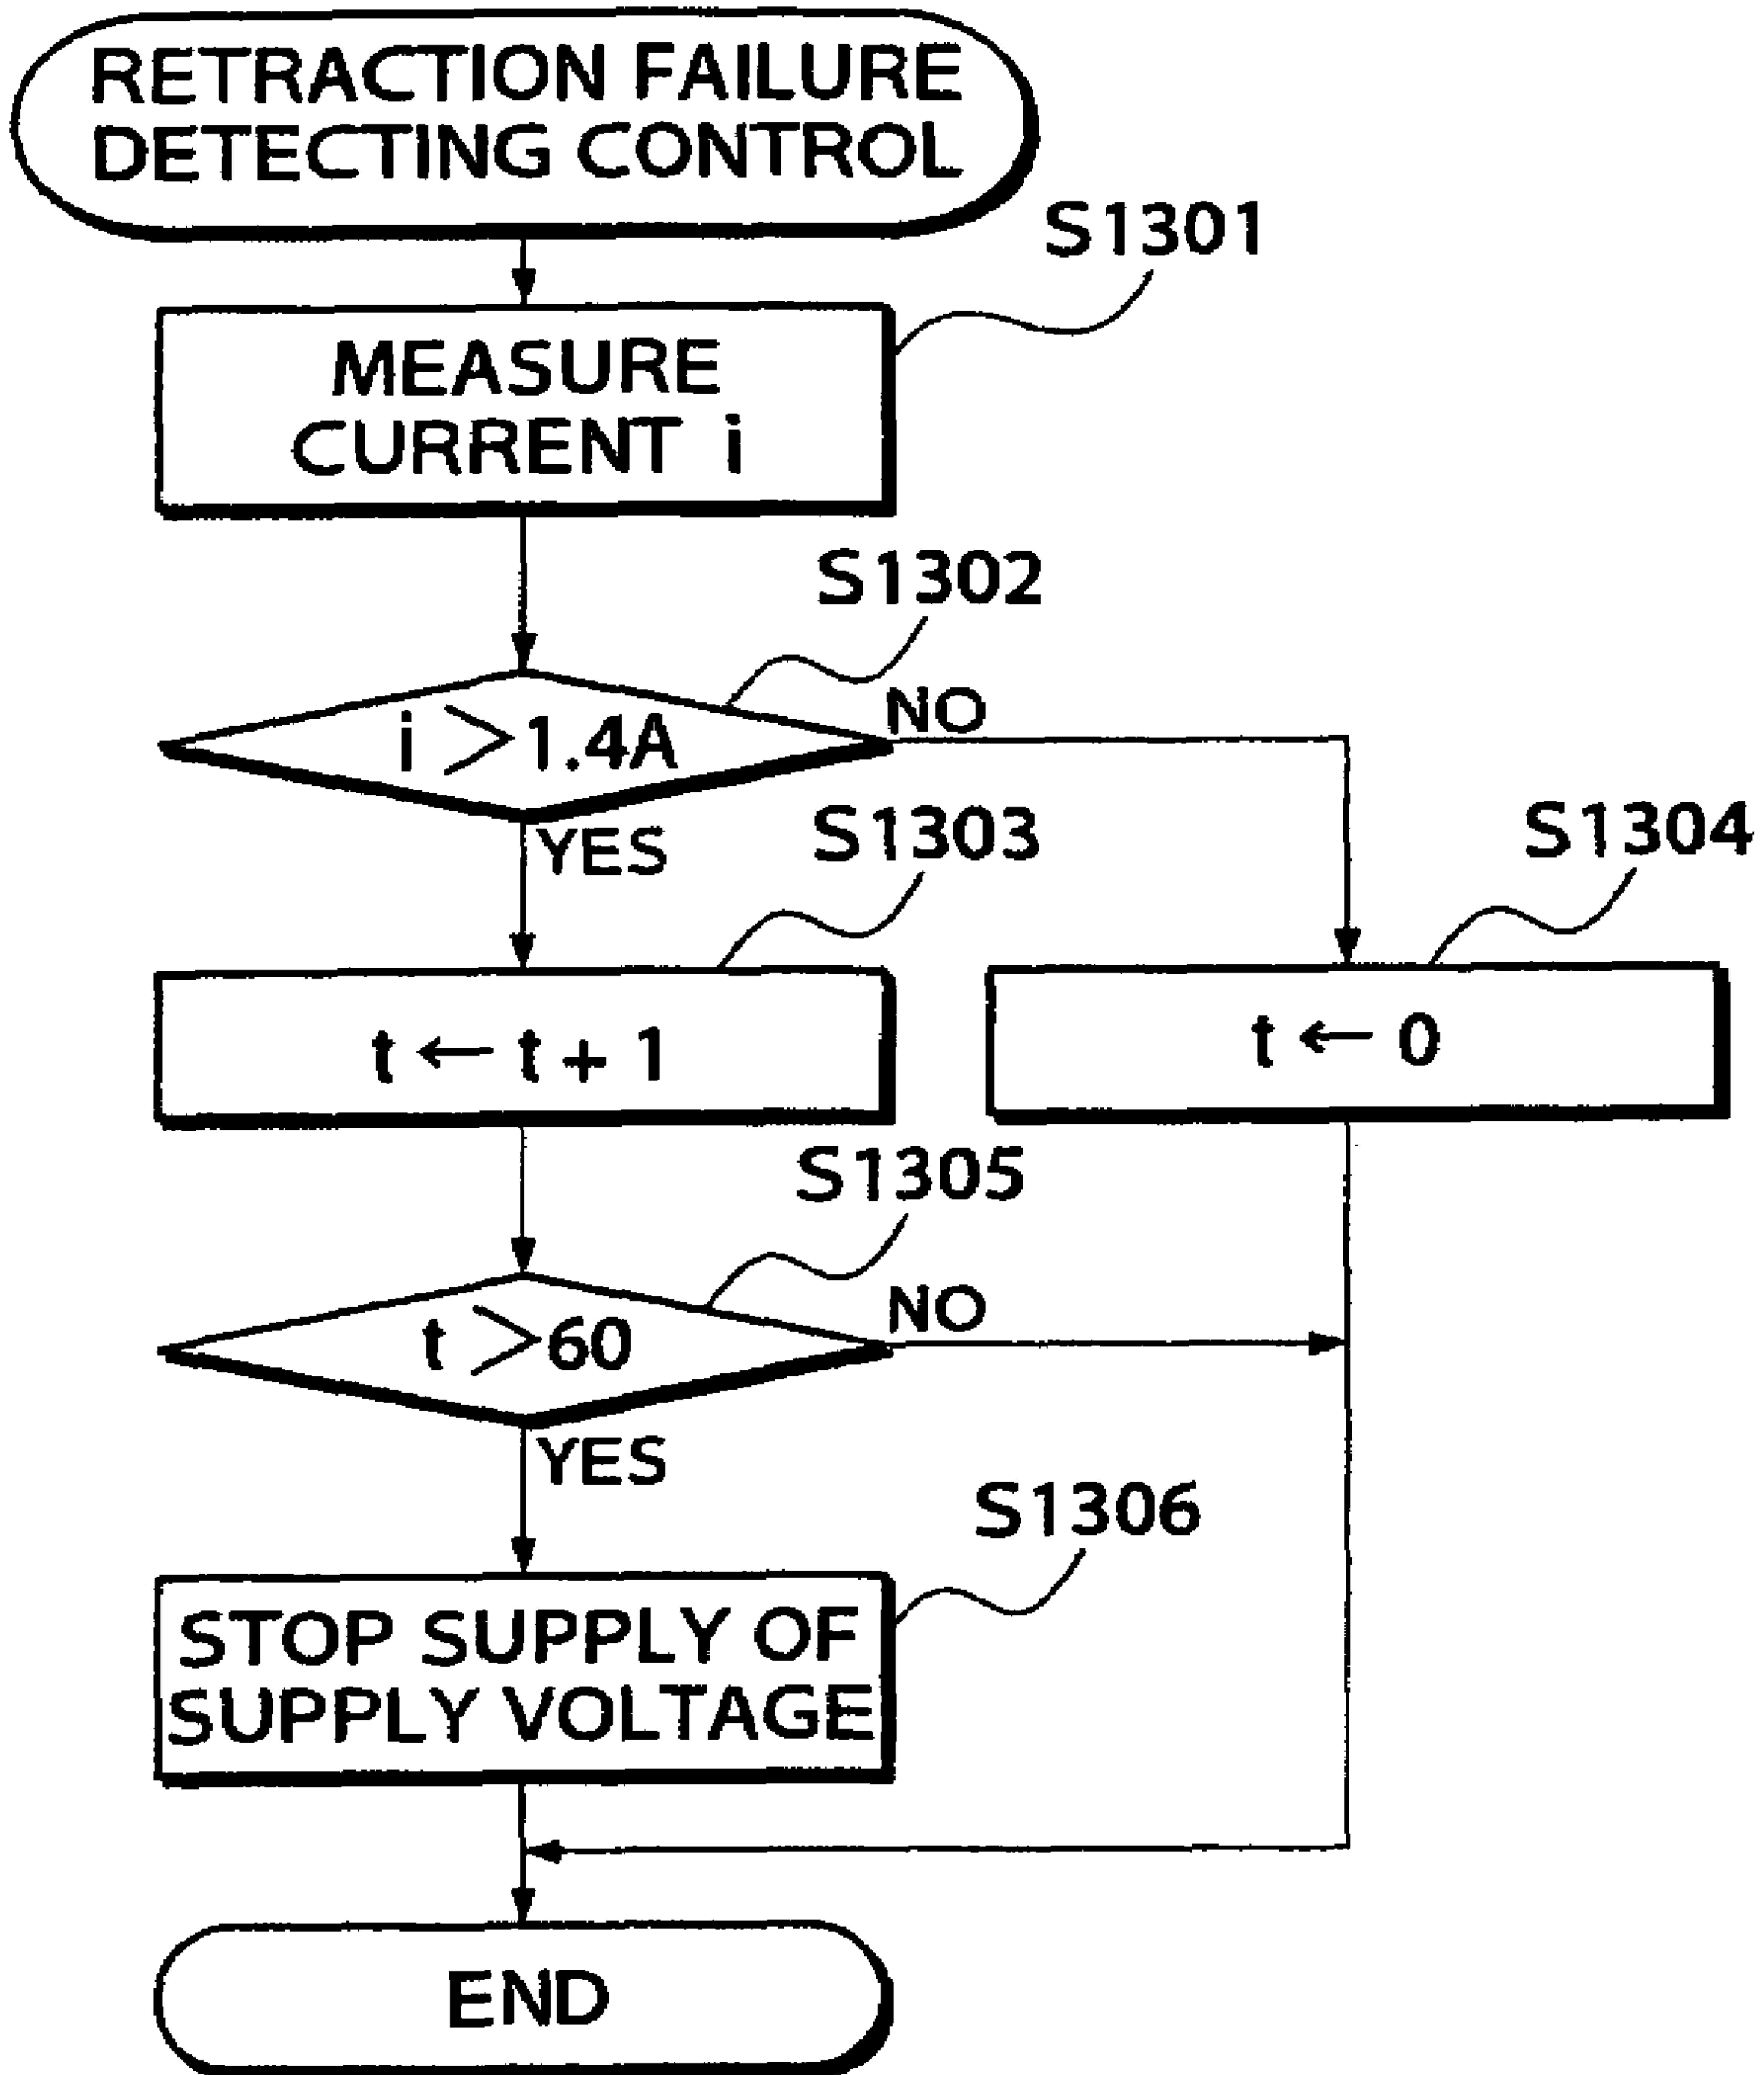 RETRACTION FAILURE
DETECTING CONTROL
S1301
MEASURE
CURRENT i
S1302
i > 1.4A
NO
YES
S1303
S1304
t ← t + 1
t ← 0
S1305
t > 60
NO
YES
S1306
STOP SUPPLY OF
SUPPLY VOLTAGE
END